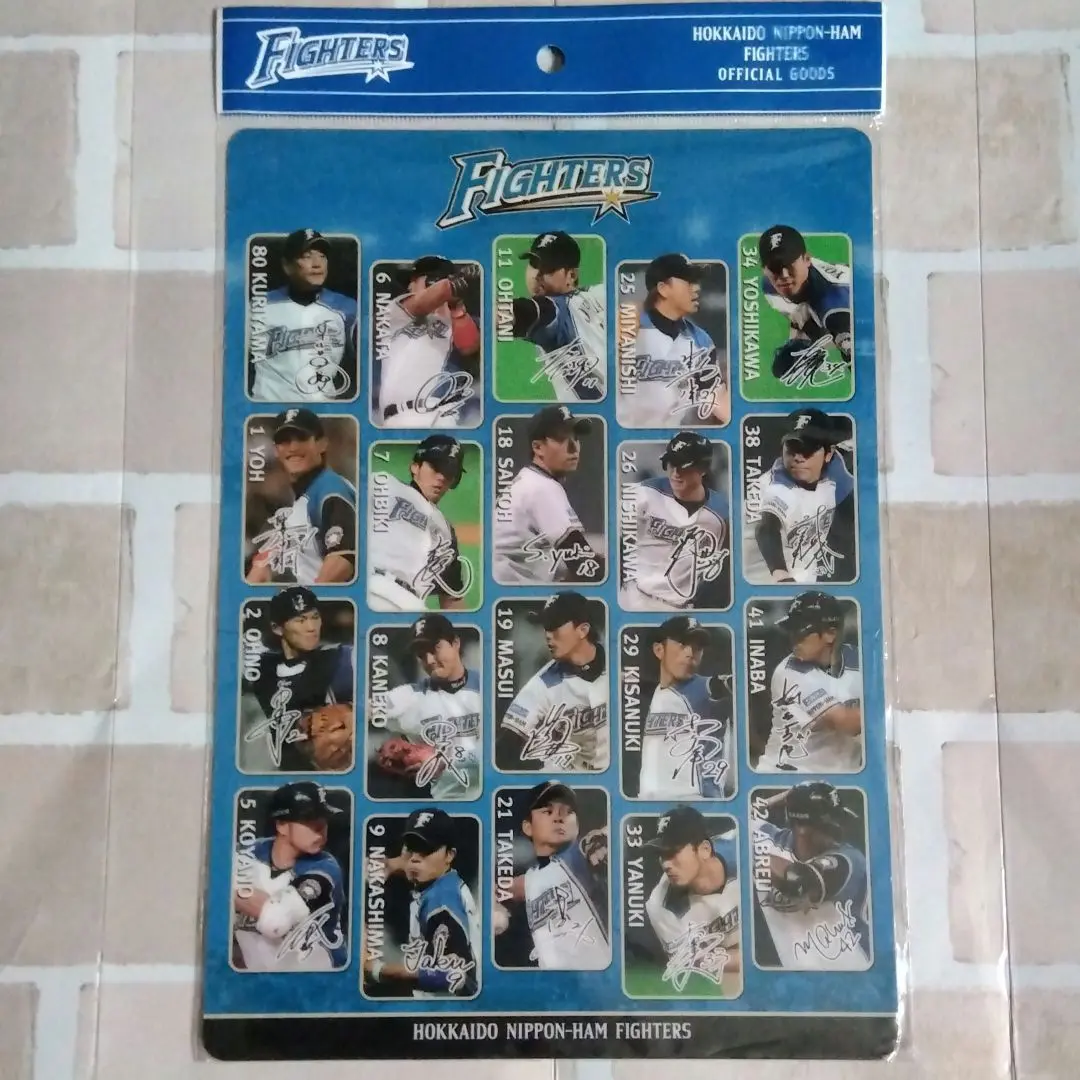 FIGHTERS
HOKKAIDO NIPPON-HAM
FIGHTERS
OFFICIAL GOODS
FIGHTERS
80 KURIYAMA
6 NAKATA
11 OHTANI
25 MIYANISHI
34 YOSHIKAWA
1 YOH
7 OHBIKI
18 SAITOH
26 NISHIKAWA
38 TAKEDA
2 OHNO
8 KANEKO
19 MASUI
29 KISANUKI
41 INABA
5 KOYANO
9 NAKASHIMA
21 TAKEDA
33 YANUKI
42 ABREU
HOKKAIDO NIPPON-HAM FIGHTERS